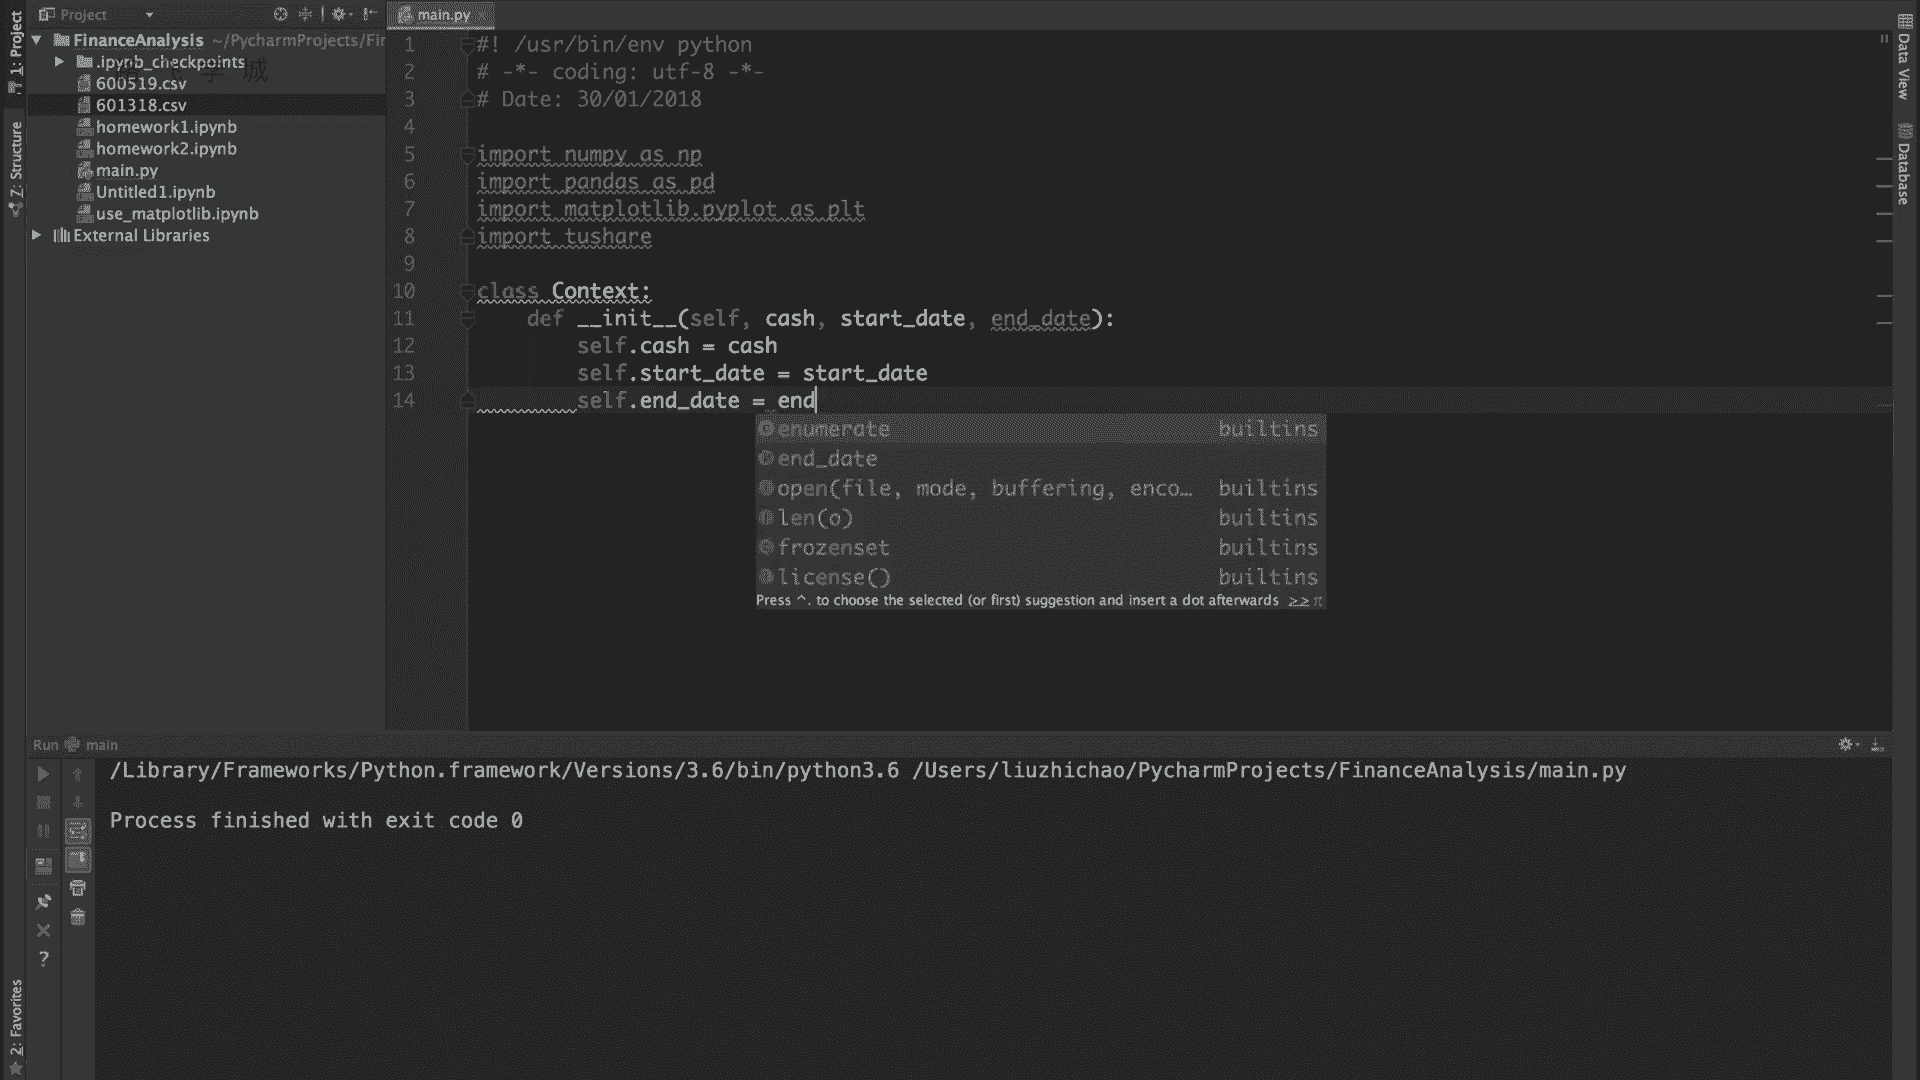 Project
main.py
1: Project
FinanceAnalysis ~/PycharmProjects/Fir
.ipynb_checkpoints
学城
600519.csv
601318.csv
homework1.ipynb
homework2.ipynb
main.py
Untitled1.ipynb
use_matplotlib.ipynb
External Libraries
7: Structure
1 #! /usr/bin/env python
2 # -*- coding: utf-8 -*-
3 # Date: 30/01/2018
4
5 import numpy as np
6 import pandas as pd
7 import matplotlib.pyplot as plt
8 import tushare
9
10 class Context:
11 def __init__(self, cash, start_date, end_date):
12 self.cash = cash
13 self.start_date = start_date
14 self.end_date = end
enumerate builtins
end_date
open(file, mode, buffering, enco… builtins
len(o) builtins
frozenset builtins
license() builtins
Press ^. to choose the selected (or first) suggestion and insert a dot afterwards >> π
Data View
Database
Run main
/Library/Frameworks/Python.framework/Versions/3.6/bin/python3.6 /Users/liuzhichao/PycharmProjects/FinanceAnalysis/main.py
Process finished with exit code 0
2: Favorites